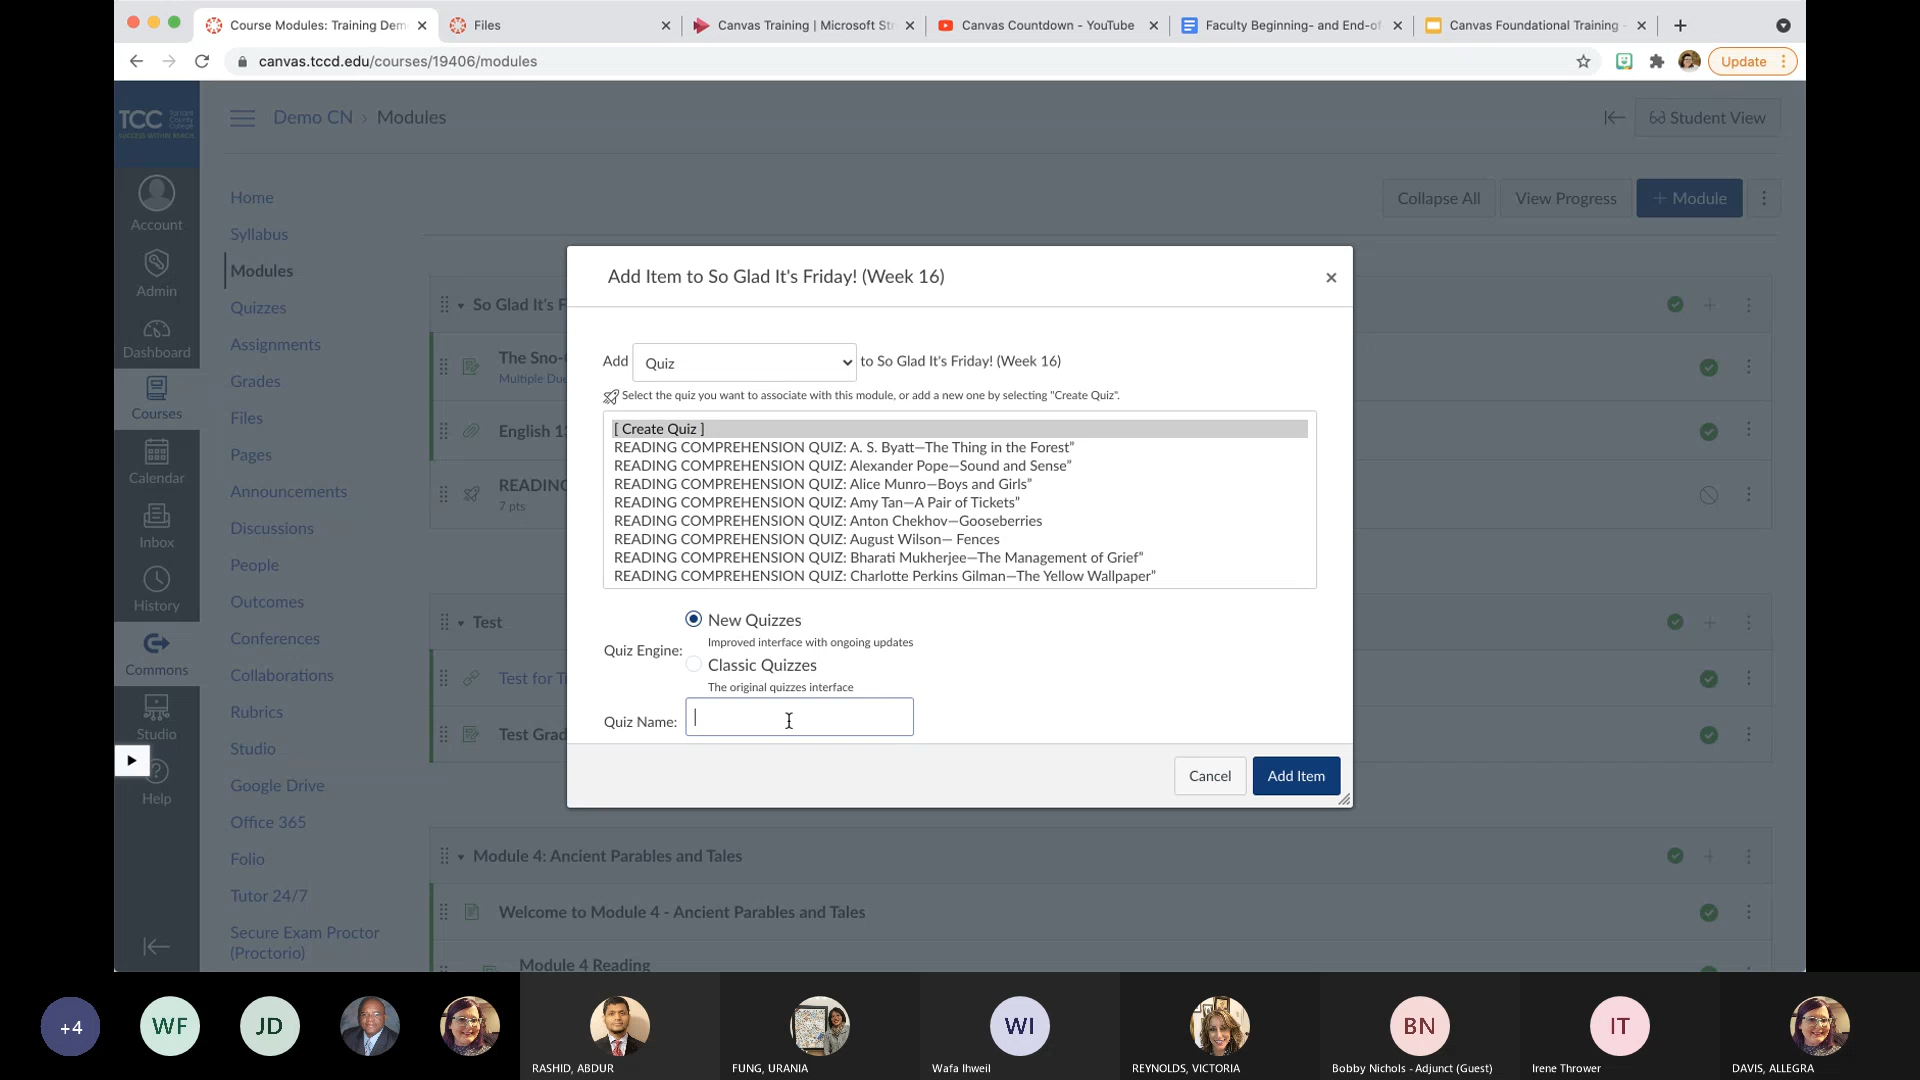 Course Modules: Training Dem
Files
Canvas Training | Microsoft Str
Canvas Countdown - YouTube
Faculty Beginning- and End-of
Canvas Foundational Training -
canvas.tccd.edu/courses/19406/modules
Update
TCC
Demo CN › Modules
Student View
Account
Admin
Dashboard
Courses
Calendar
Inbox
History
Commons
Studio
Help
Home
Syllabus
Modules
Quizzes
Assignments
Grades
Files
Pages
Announcements
Discussions
People
Outcomes
Conferences
Collaborations
Rubrics
Studio
Google Drive
Office 365
Folio
Tutor 24/7
Secure Exam Proctor
(Proctorio)
Collapse All
View Progress
+ Module
So Glad It's F
The Sno-
Multiple Due
English 1
READING
7 pts
Test
Test for T
Test Grad
Module 4: Ancient Parables and Tales
Welcome to Module 4 - Ancient Parables and Tales
Module 4 Reading
Add Item to So Glad It's Friday! (Week 16)
Add Quiz to So Glad It's Friday! (Week 16)
Select the quiz you want to associate with this module, or add a new one by selecting "Create Quiz".
[ Create Quiz ]
READING COMPREHENSION QUIZ: A. S. Byatt—The Thing in the Forest”
READING COMPREHENSION QUIZ: Alexander Pope—Sound and Sense”
READING COMPREHENSION QUIZ: Alice Munro—Boys and Girls”
READING COMPREHENSION QUIZ: Amy Tan—A Pair of Tickets”
READING COMPREHENSION QUIZ: Anton Chekhov—Gooseberries
READING COMPREHENSION QUIZ: August Wilson— Fences
READING COMPREHENSION QUIZ: Bharati Mukherjee—The Management of Grief”
READING COMPREHENSION QUIZ: Charlotte Perkins Gilman—The Yellow Wallpaper”
Quiz Engine:
New Quizzes
Improved interface with ongoing updates
Classic Quizzes
The original quizzes interface
Quiz Name:
Cancel
Add Item
+4
WF
JD
WI
BN
IT
RASHID, ABDUR
FUNG, URANIA
Wafa Ihweil
REYNOLDS, VICTORIA
Bobby Nichols - Adjunct (Guest)
Irene Thrower
DAVIS, ALLEGRA